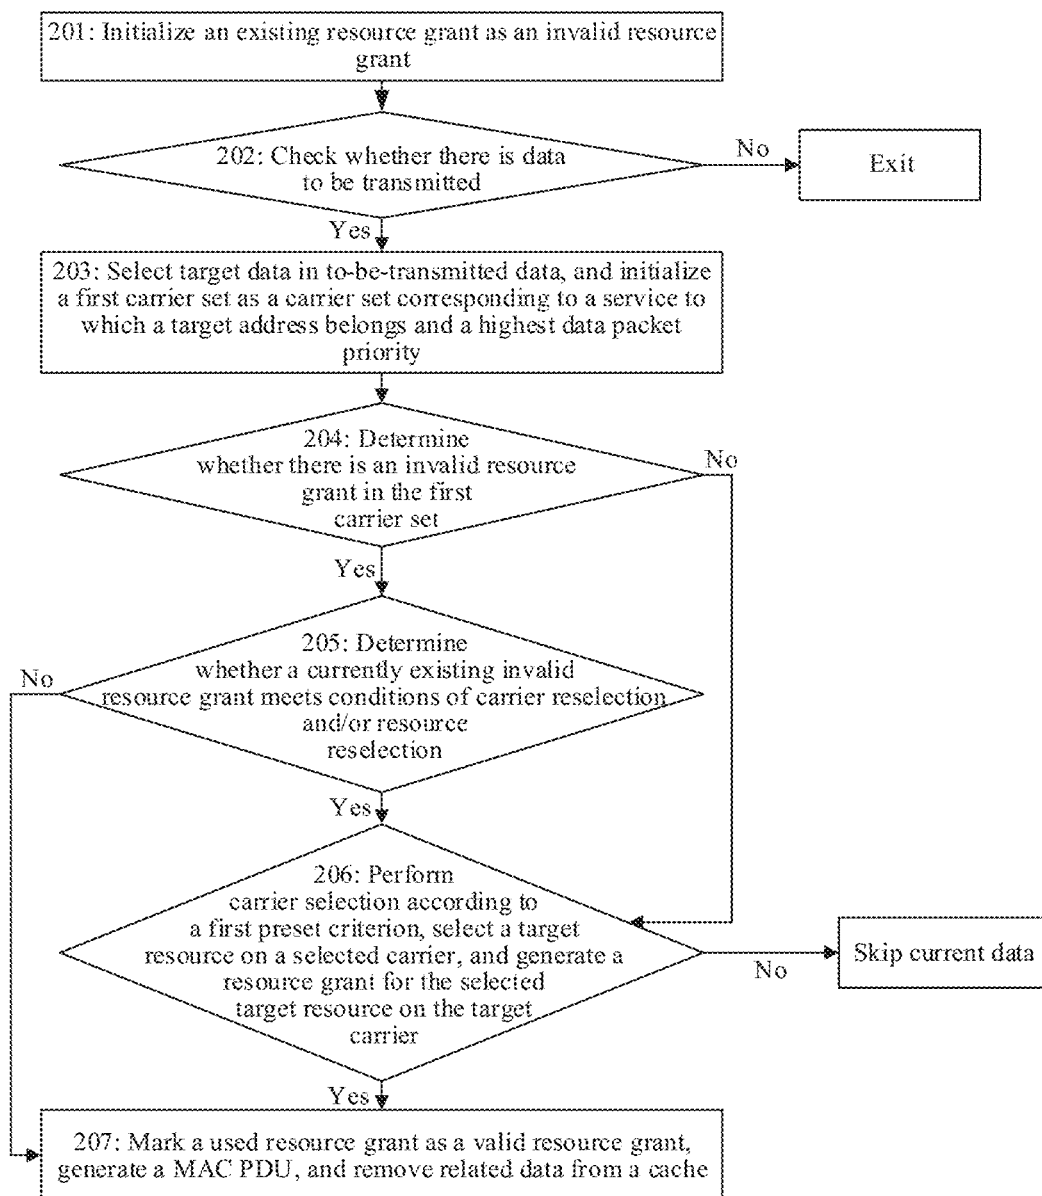 201: Initialize an existing resource grant as an invalid resource
grant
202: Check whether there is data
to be transmitted
No
Exit
Yes
203: Select target data in to-be-transmitted data, and initialize
a first carrier set as a carrier set corresponding to a service to
which a target address belongs and a highest data packet
priority
204: Determine
whether there is an invalid resource
grant in the first
carrier set
No
Yes
205: Determine
whether a currently existing invalid
resource grant meets conditions of carrier reselection
and/or resource
reselection
No
Yes
206: Perform
carrier selection according to
a first preset criterion, select a target
resource on a selected carrier, and generate a
resource grant for the selected
target resource on the target
carrier
No
Skip current data
Yes
207: Mark a used resource grant as a valid resource grant,
generate a MAC PDU, and remove related data from a cache